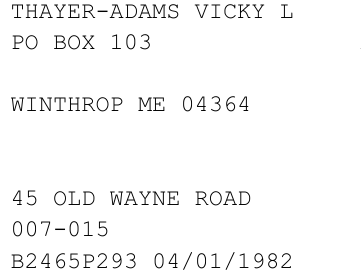 THAYER-ADAMS VICKY L
PO BOX 103
WINTHROP ME 04364
45 OLD WAYNE ROAD
007-015
B2465P293 04/01/1982